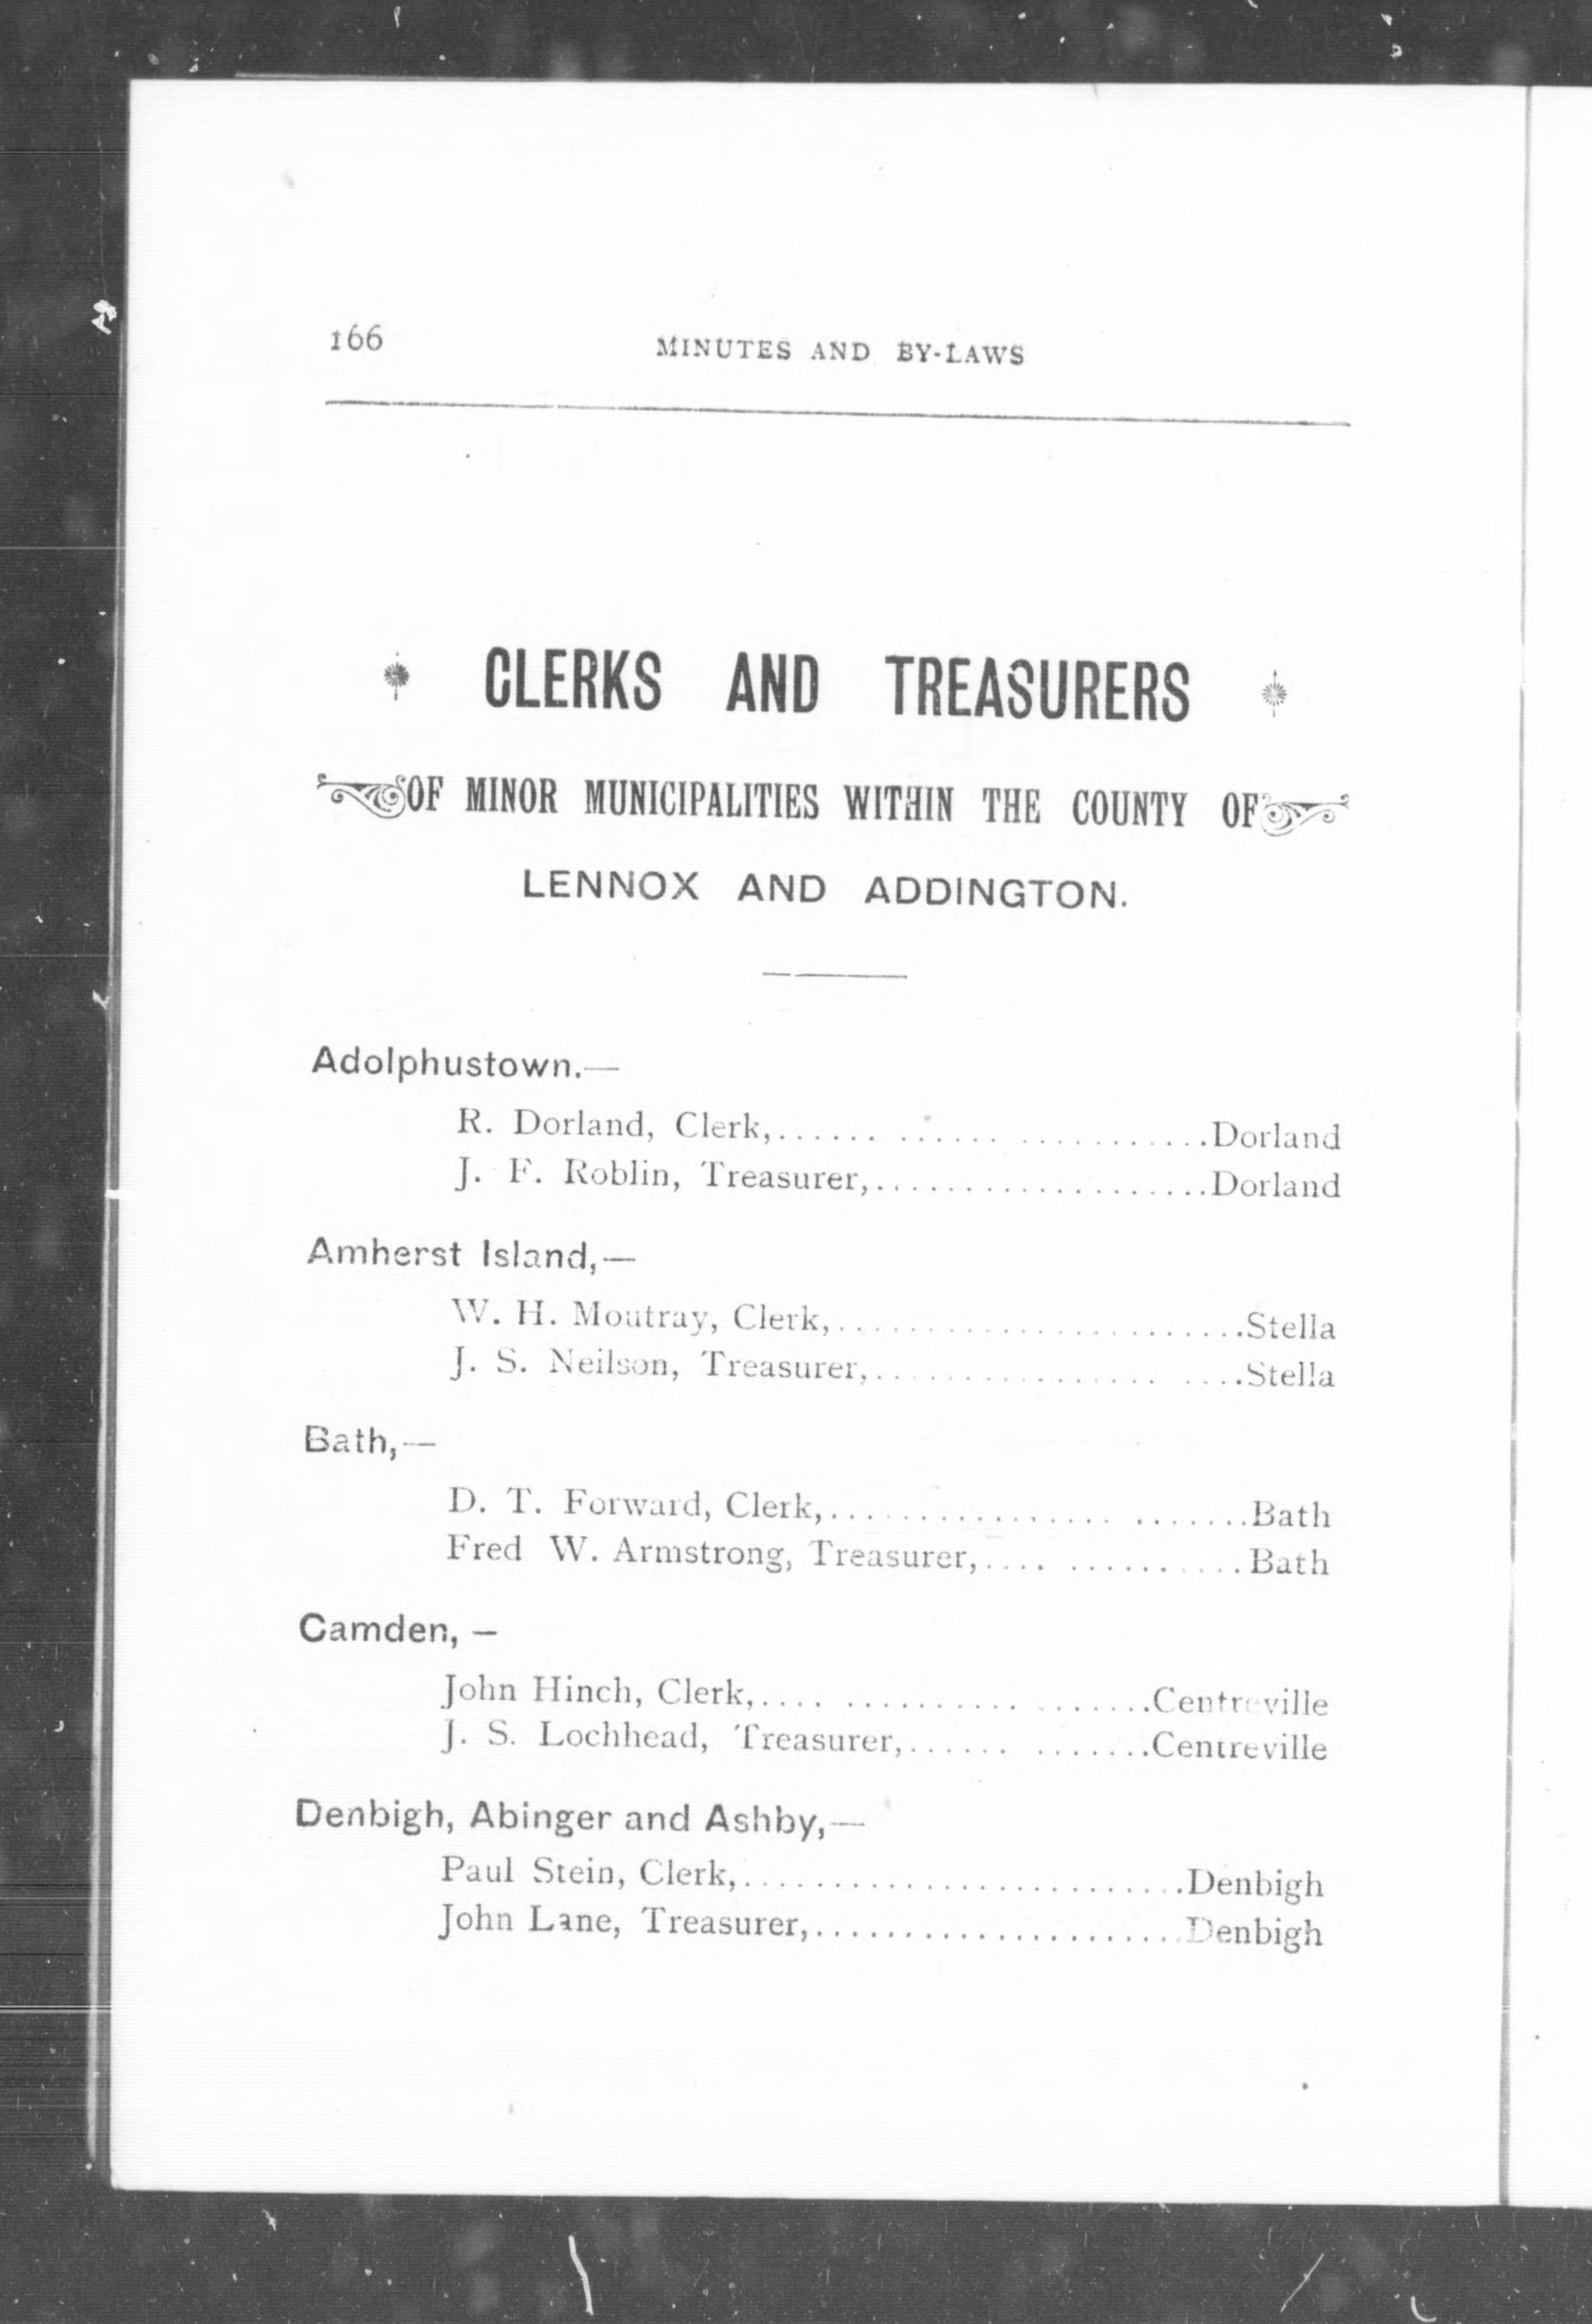 166
MINUTES AND BY-LAWS
CLERKS AND TREASURERS
OF MINOR MUNICIPALITIES WITHIN THE COUNTY OF
LENNOX AND ADDINGTON.
Adolphustown.—
R. Dorland, Clerk,...... ...... ...........Dorland
J. F. Roblin, Treasurer,...................Dorland
Amherst Island,—
W. H. Moutray, Clerk,.......................Stella
J. S. Neilson, Treasurer,................ ....Stella
Bath,—
D. T. Forward, Clerk,................ .......Bath
Fred W. Armstrong, Treasurer,.... ..........Bath
Camden, —
John Hinch, Clerk,.... .......... .......Centreville
J. S. Lochhead, Treasurer,...... .......Centreville
Denbigh, Abinger and Ashby,—
Paul Stein, Clerk,.........................Denbigh
John Lane, Treasurer,.....................Denbigh